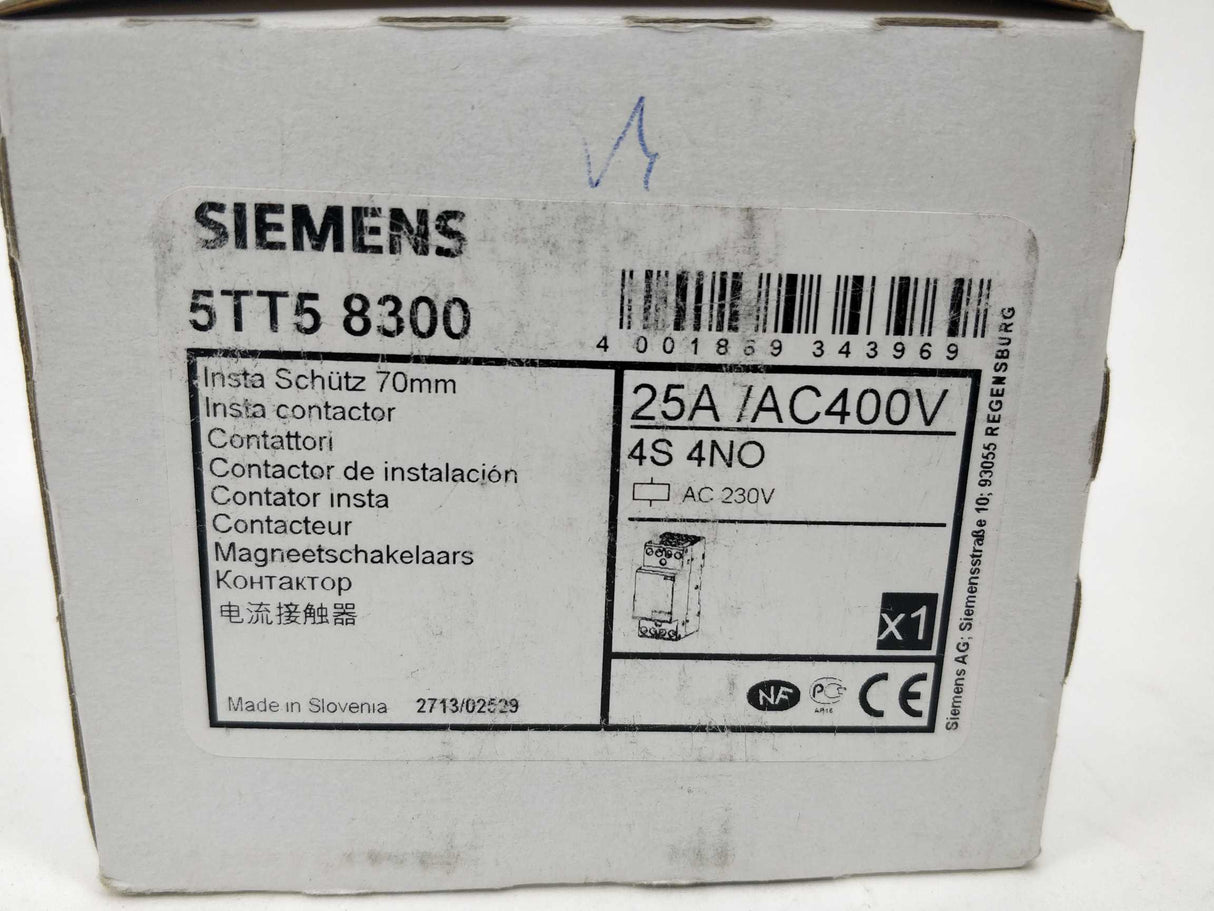 SIEMENS
5TT5 8300
4 001869 343969
Insta Schütz 70mm
Insta contactor
Contattori
Contactor de instalación
Contator insta
Contacteur
Magneetschakelaars
Контактор
电流接触器
Made in Slovenia 2713/02529
25A /AC400V
4S 4NO
AC 230V
x1
NF
CE
Siemens AG; Siemensstraße 10; 93055 REGENSBURG